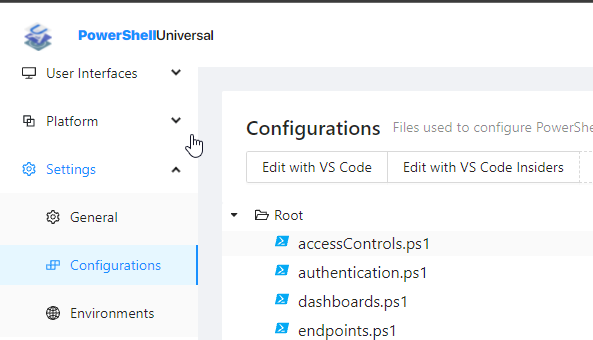 PowerShellUniversal
User Interfaces
Platform
Settings
General
Configurations
Environments
Configurations Files used to configure
Edit with VS Code Edit with VS Code Insiders
Root
accessControls.ps1
authentication.ps1
dashboards.ps1
endpoints.ps1